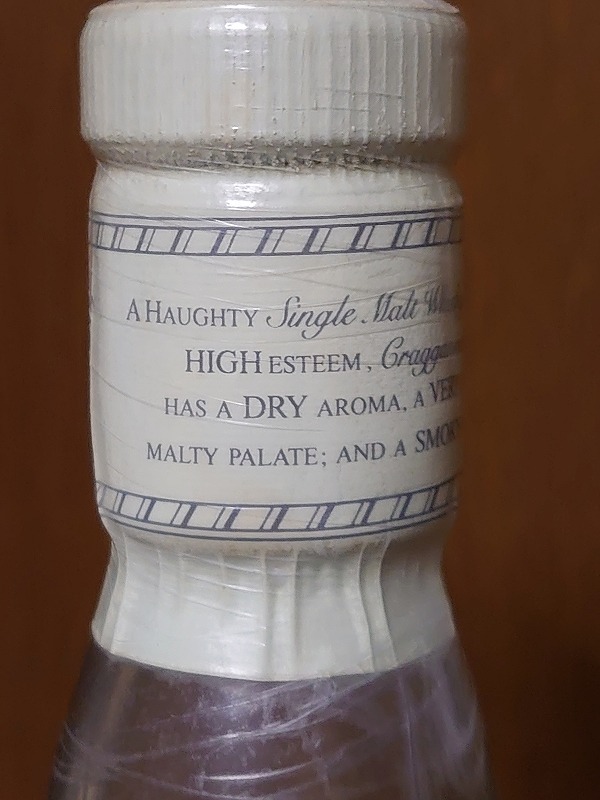 A HAUGHTY Single Malt
HIGH ESTEEM,
HAS A DRY AROMA, A
MALTY PALATE; AND A